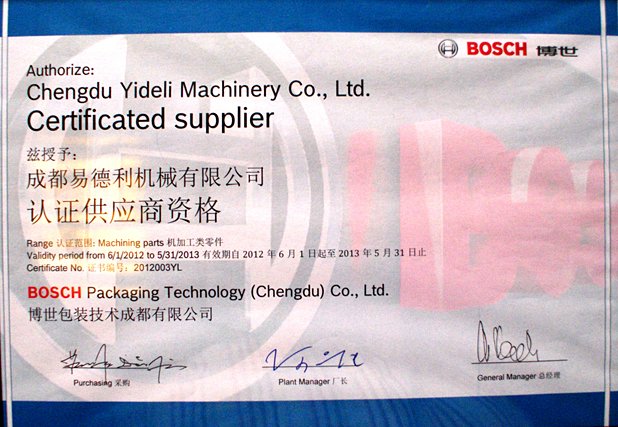 BOSCH 博世
Authorize:
Chengdu Yideli Machinery Co., Ltd.
Certificated supplier
兹授予:
成都易德利机械有限公司
认证供应商资格
Range 认证范围: Machining parts 机加工类零件
Validity period from 6/1/2012 to 5/31/2013 有效期自 2012 年 6 月 1 日起至 2013 年 5 月 31 日止
Certificate No. 证书编号: 2012003YL
BOSCH Packaging Technology (Chengdu) Co., Ltd.
博世包装技术成都有限公司
Purchasing 采购
Plant Manager 厂长
General Manager 总经理